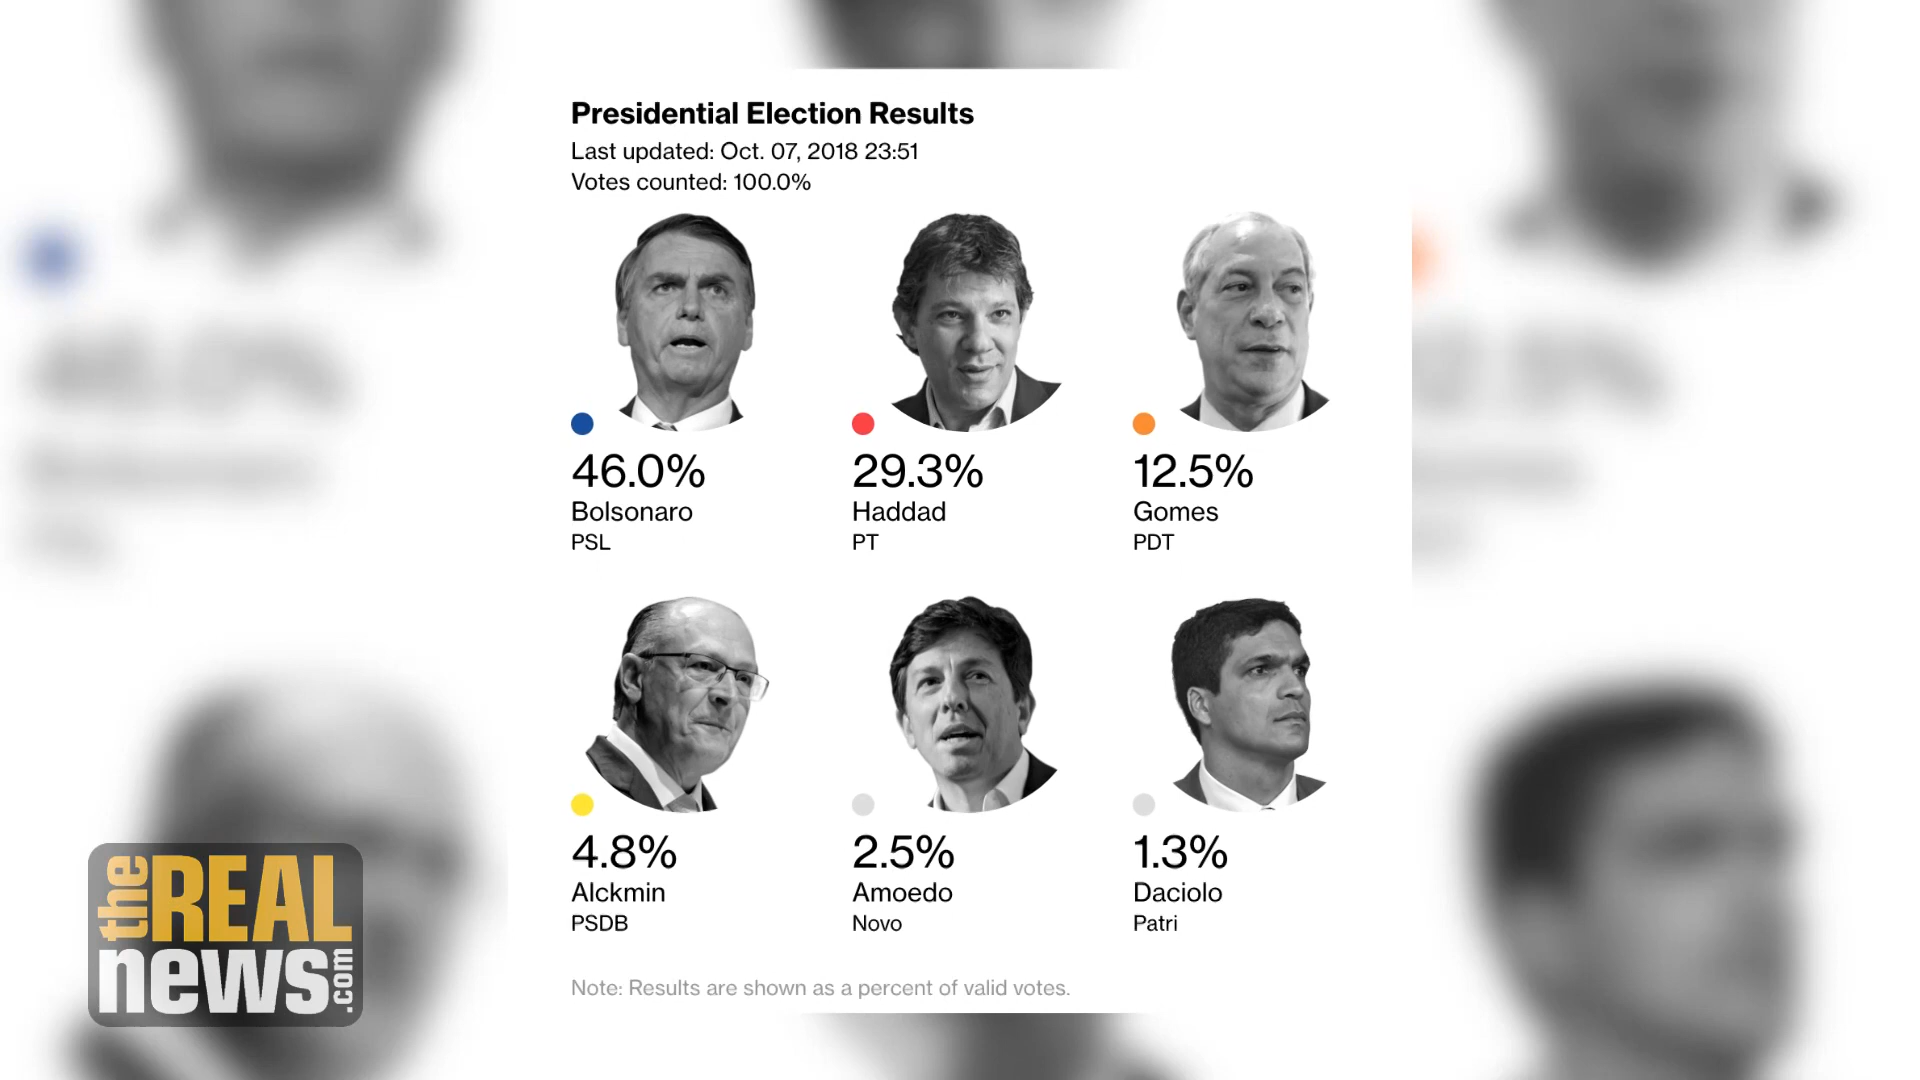 Presidential Election Results
Last updated: Oct. 07, 2018 23:51
Votes counted: 100.0%
46.0%
Bolsonaro
PSL
29.3%
Haddad
PT
12.5%
Gomes
PDT
4.8%
Alckmin
PSDB
2.5%
Amoedo
Novo
1.3%
Daciolo
Patri
Note: Results are shown as a percent of valid votes.
the REAL
news.com